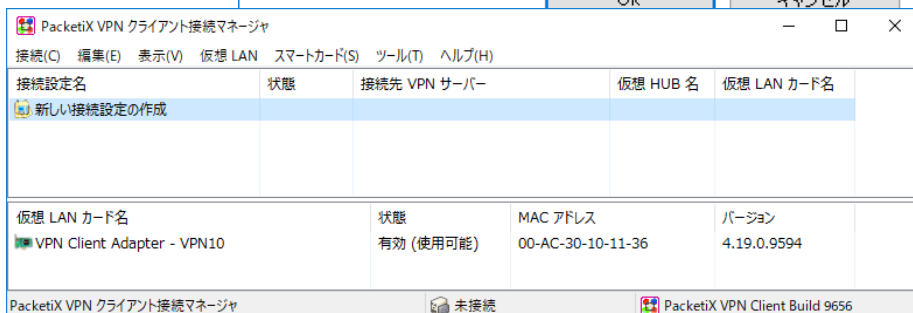 OK キャンセル
PacketiX VPN クライアント接続マネージャ
接続(C) 編集(E) 表示(V) 仮想 LAN スマートカード(S) ツール(T) ヘルプ(H)
接続設定名 状態 接続先 VPN サーバー 仮想 HUB 名 仮想 LAN カード名
新しい接続設定の作成
仮想 LAN カード名 状態 MAC アドレス バージョン
VPN Client Adapter - VPN10 有効 (使用可能) 00-AC-30-10-11-36 4.19.0.9594
PacketiX VPN クライアント接続マネージャ 未接続 PacketiX VPN Client Build 9656